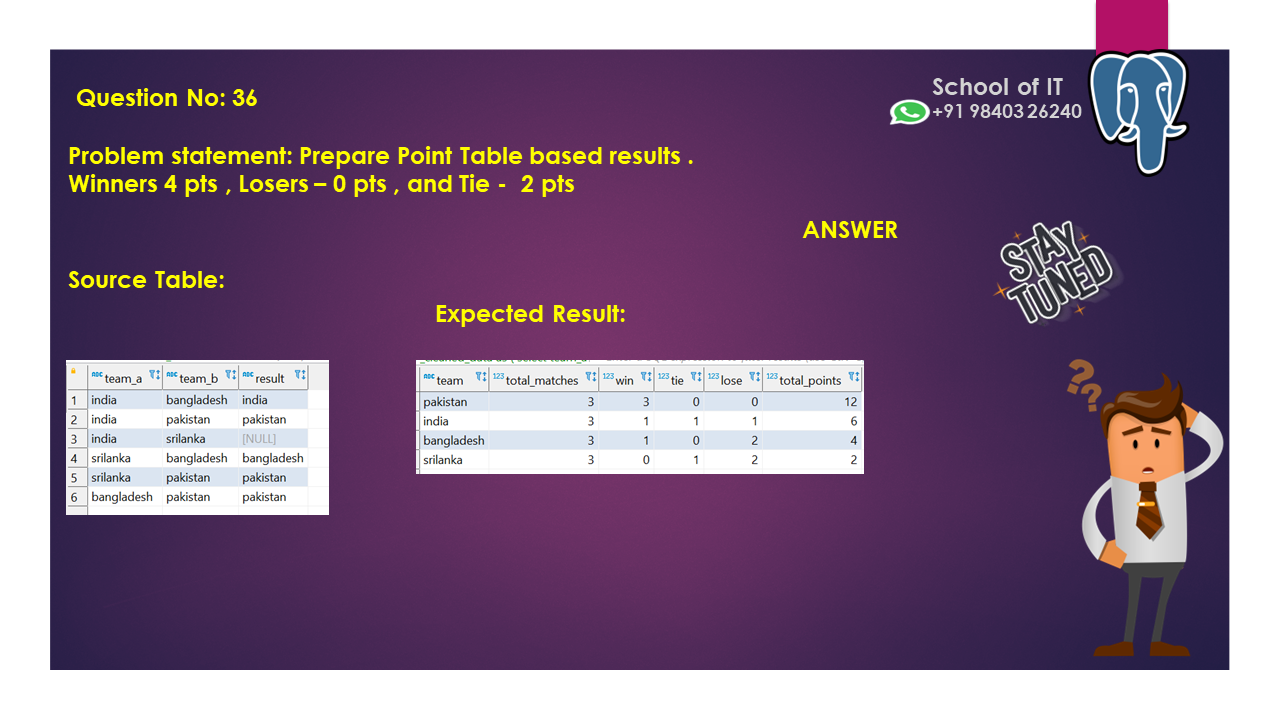 Question No: 36
School of IT
+91 98403 26240
Problem statement: Prepare Point Table based results .
Winners 4 pts , Losers – 0 pts , and Tie -  2 pts
ANSWER
STAY
TUNED
Source Table:
Expected Result:
team_a team_b result
1 india bangladesh india
2 india pakistan pakistan
3 india srilanka [NULL]
4 srilanka bangladesh bangladesh
5 srilanka pakistan pakistan
6 bangladesh pakistan pakistan
team total_matches win tie lose total_points
pakistan 3 3 0 0 12
india 3 1 1 1 6
bangladesh 3 1 0 2 4
srilanka 3 0 1 2 2
??